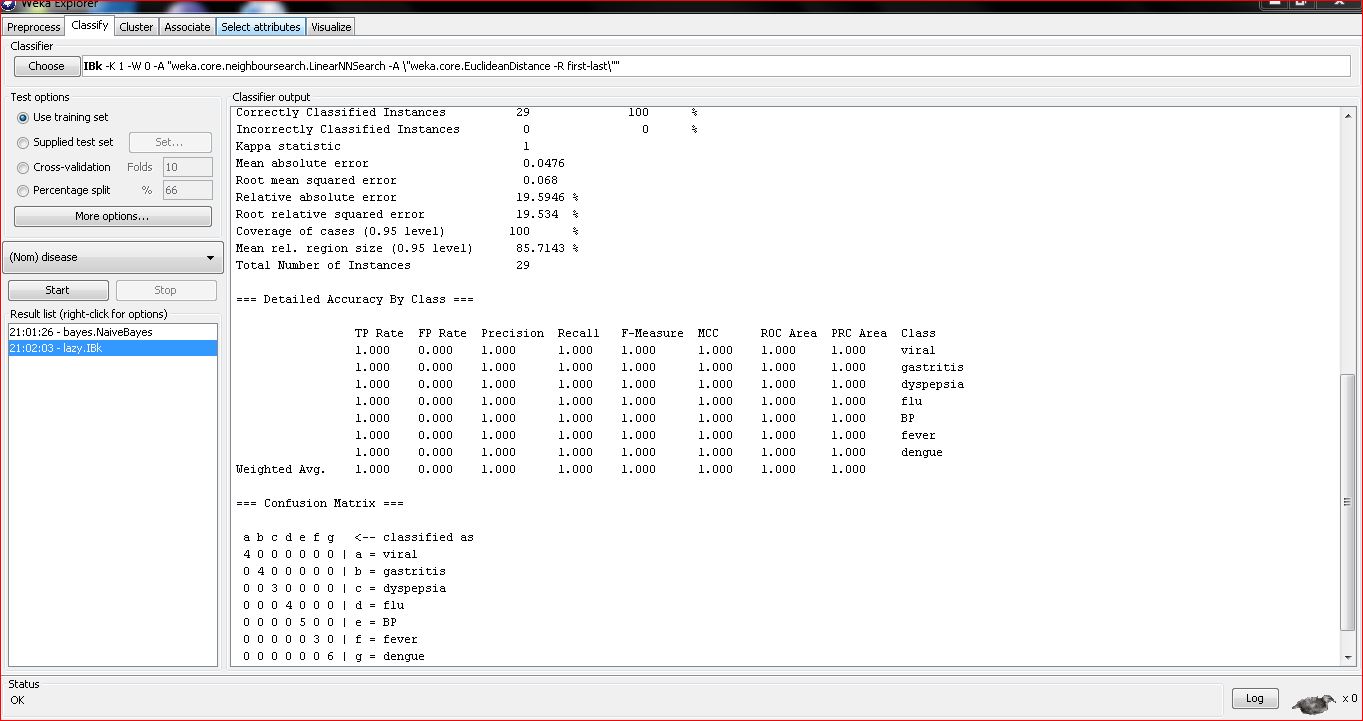 Weka Explorer
Preprocess Classify Cluster Associate Select attributes Visualize
Classifier
Choose IBk -K 1 -W 0 -A "weka.core.neighboursearch.LinearNNSearch -A \"weka.core.EuclideanDistance -R first-last\""
Test options
Use training set
Supplied test set Set...
Cross-validation Folds 10
Percentage split % 66
More options...
(Nom) disease
Start Stop
Result list (right-click for options)
21:01:26 - bayes.NaiveBayes
21:02:03 - lazy.IBk
Classifier output
Correctly Classified Instances 29 100 %
Incorrectly Classified Instances 0 0 %
Kappa statistic 1
Mean absolute error 0.0476
Root mean squared error 0.068
Relative absolute error 19.5946 %
Root relative squared error 19.534 %
Coverage of cases (0.95 level) 100 %
Mean rel. region size (0.95 level) 85.7143 %
Total Number of Instances 29
=== Detailed Accuracy By Class ===
TP Rate FP Rate Precision Recall F-Measure MCC ROC Area PRC Area Class
1.000 0.000 1.000 1.000 1.000 1.000 1.000 1.000 viral
1.000 0.000 1.000 1.000 1.000 1.000 1.000 1.000 gastritis
1.000 0.000 1.000 1.000 1.000 1.000 1.000 1.000 dyspepsia
1.000 0.000 1.000 1.000 1.000 1.000 1.000 1.000 flu
1.000 0.000 1.000 1.000 1.000 1.000 1.000 1.000 BP
1.000 0.000 1.000 1.000 1.000 1.000 1.000 1.000 fever
1.000 0.000 1.000 1.000 1.000 1.000 1.000 1.000 dengue
Weighted Avg. 1.000 0.000 1.000 1.000 1.000 1.000 1.000 1.000
=== Confusion Matrix ===
a b c d e f g <-- classified as
4 0 0 0 0 0 0 | a = viral
0 4 0 0 0 0 0 | b = gastritis
0 0 3 0 0 0 0 | c = dyspepsia
0 0 0 4 0 0 0 | d = flu
0 0 0 0 5 0 0 | e = BP
0 0 0 0 0 3 0 | f = fever
0 0 0 0 0 0 6 | g = dengue
Status
OK
Log x 0